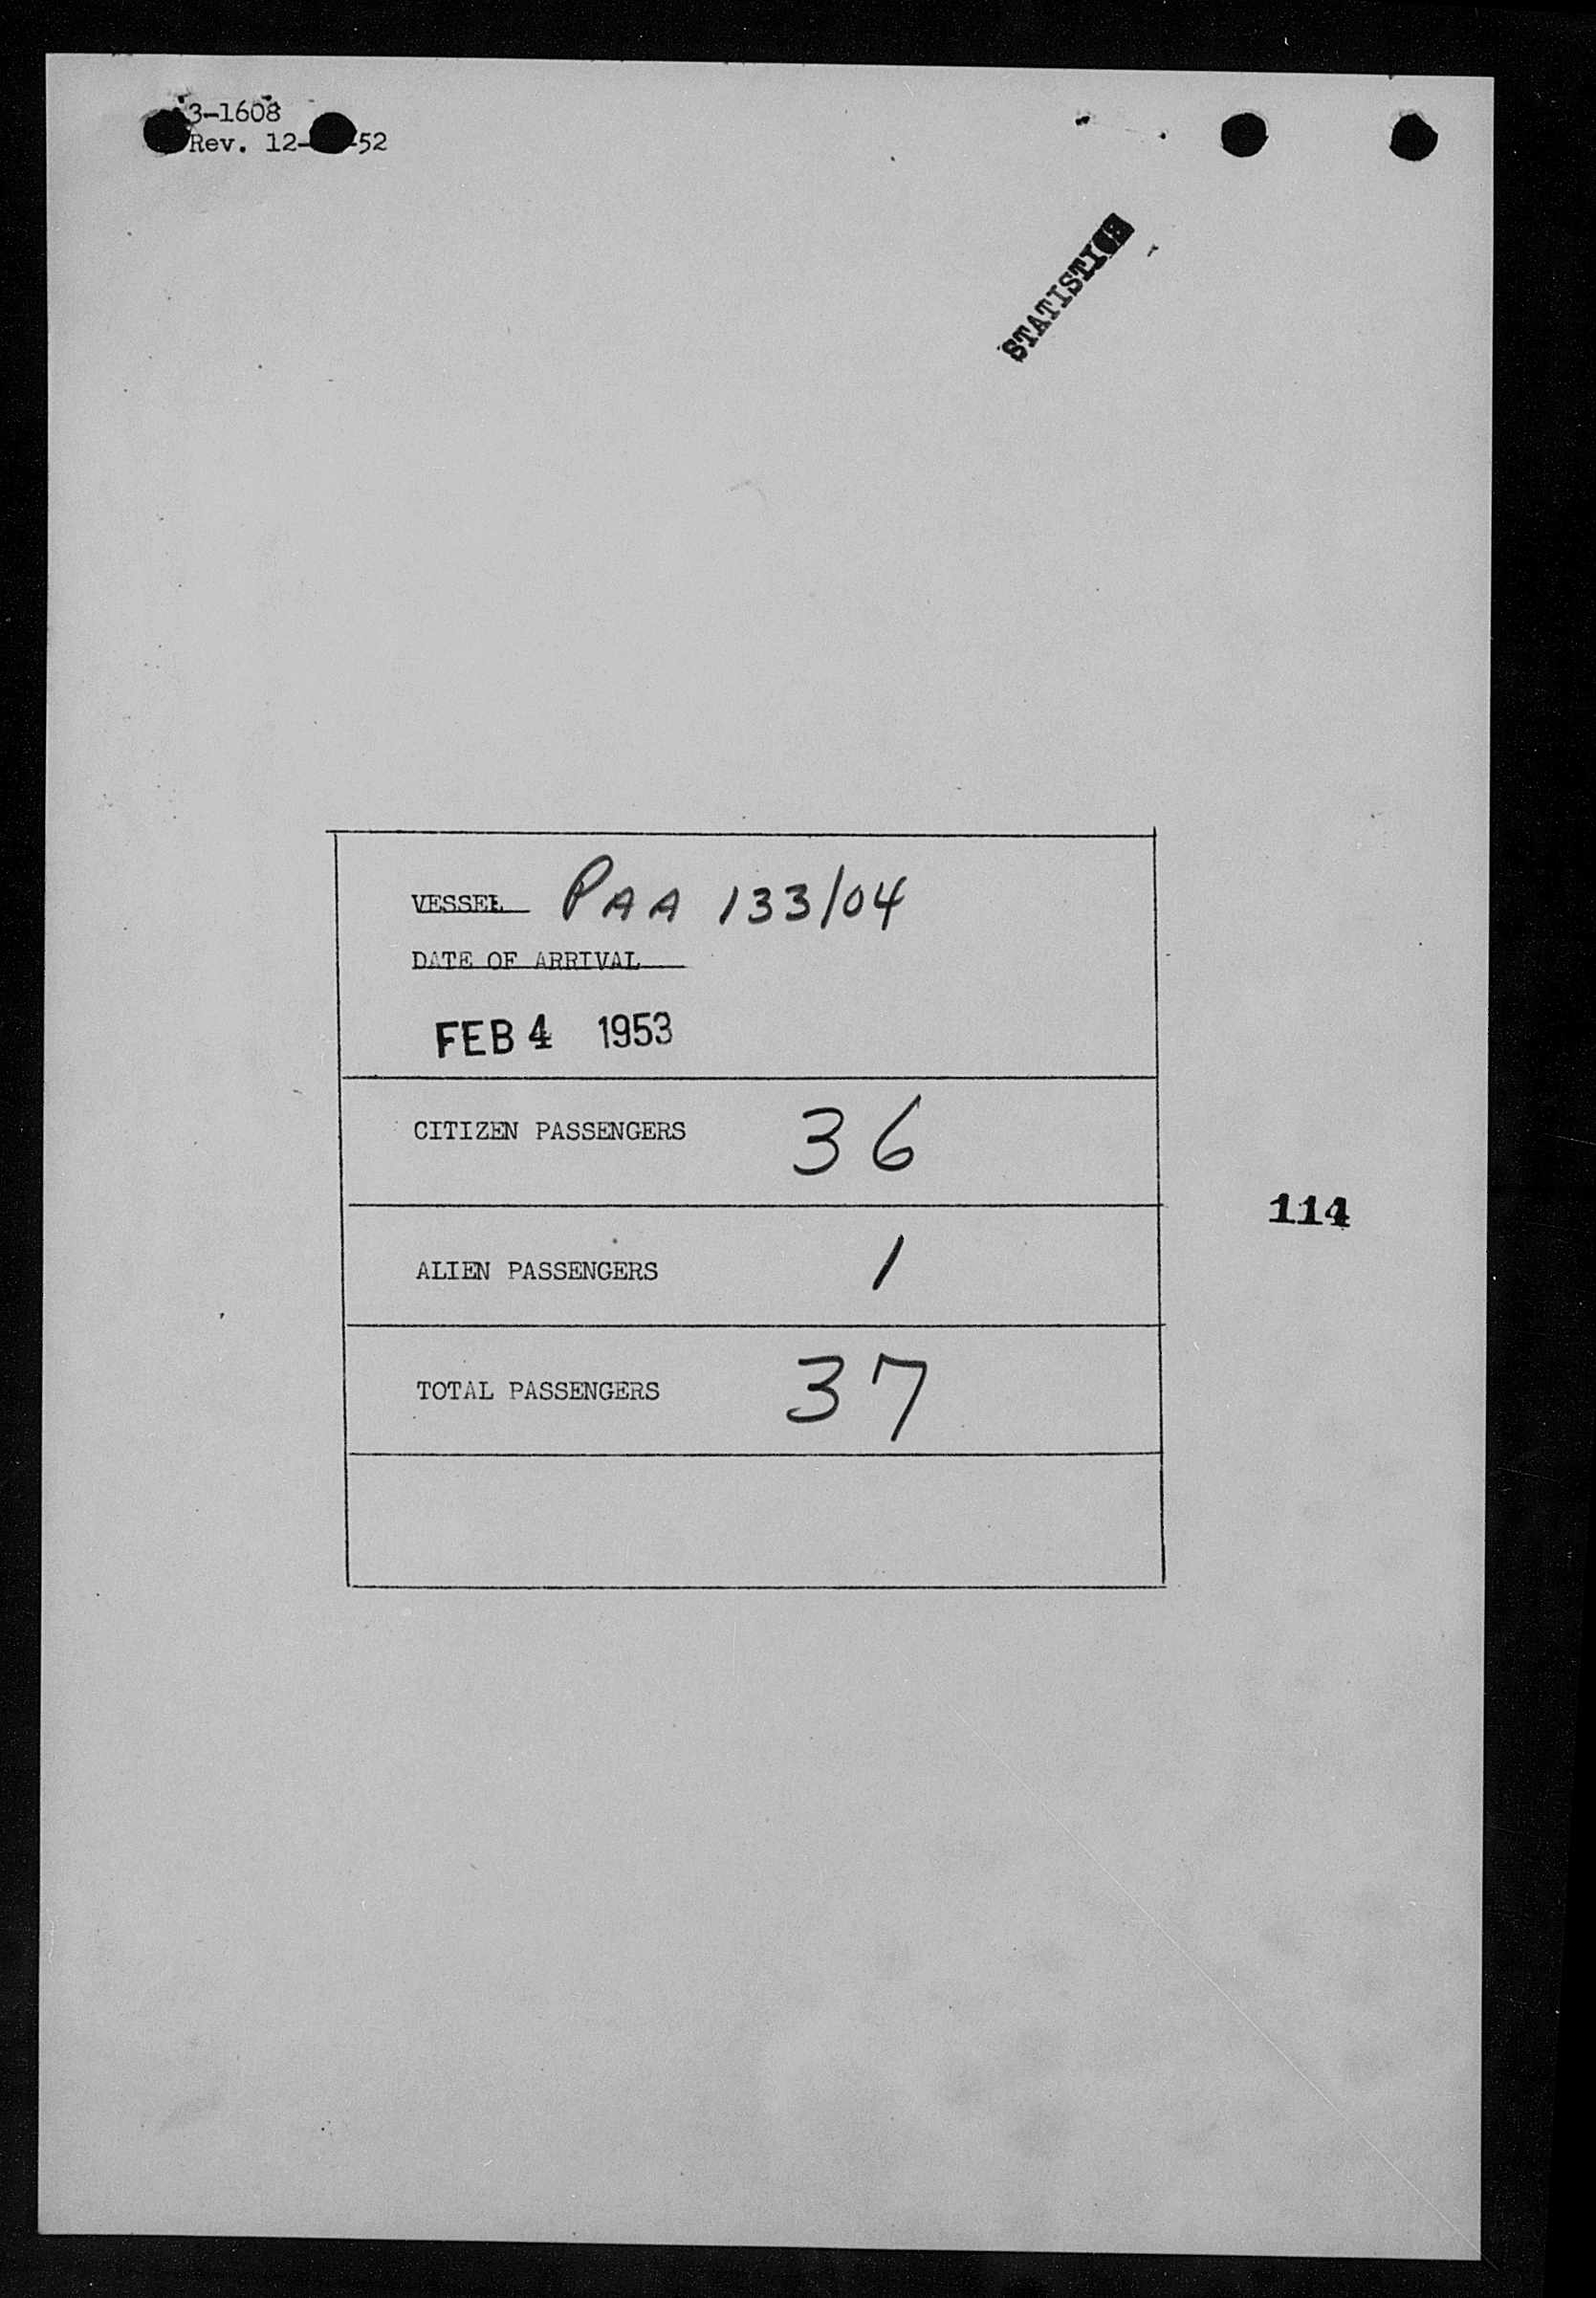 3-1608
Rev. 12- -52
STATISTICS
VESSEL PAA 133/04
DATE OF ARRIVAL
FEB 4 1953
CITIZEN PASSENGERS 36
114
ALIEN PASSENGERS 1
TOTAL PASSENGERS 37